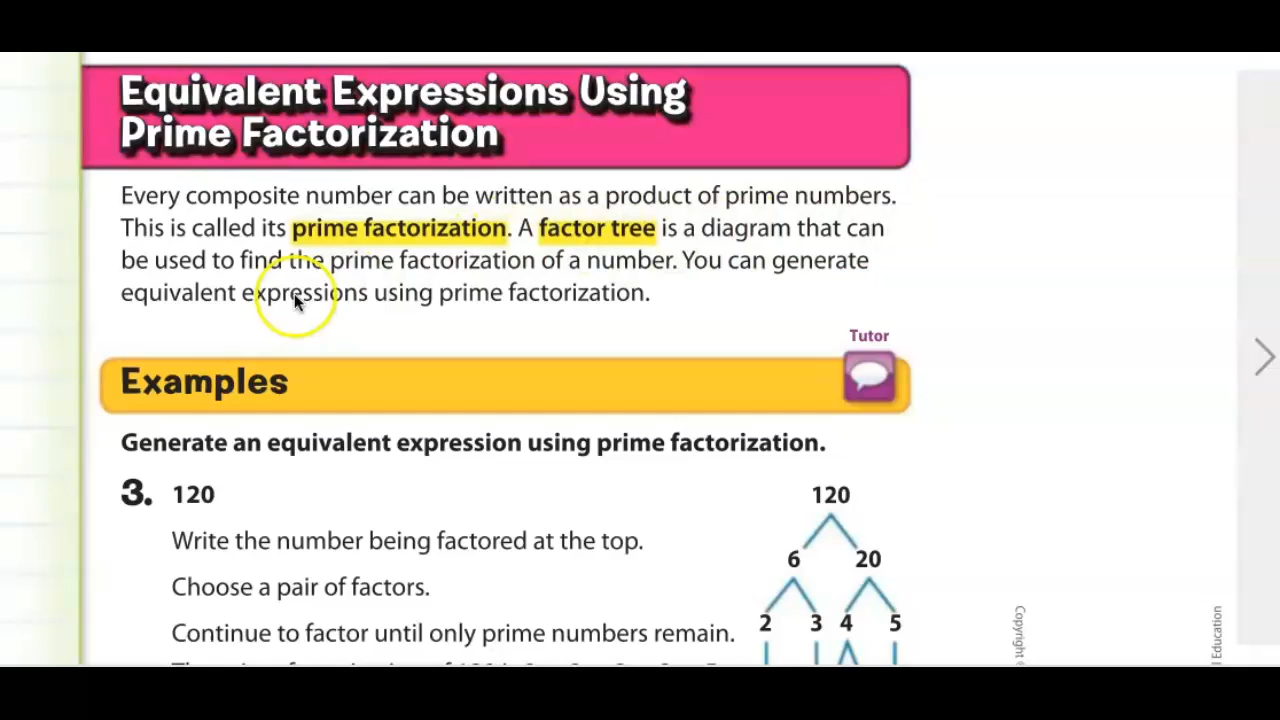 Equivalent Expressions Using
Prime Factorization
Every composite number can be written as a product of prime numbers.
This is called its prime factorization. A factor tree is a diagram that can
be used to find the prime factorization of a number. You can generate
equivalent expressions using prime factorization.
Tutor
Examples
Generate an equivalent expression using prime factorization.
3. 120
120
Write the number being factored at the top.
6 20
Choose a pair of factors.
2 3 4 5
Continue to factor until only prime numbers remain.
Copyright
Education